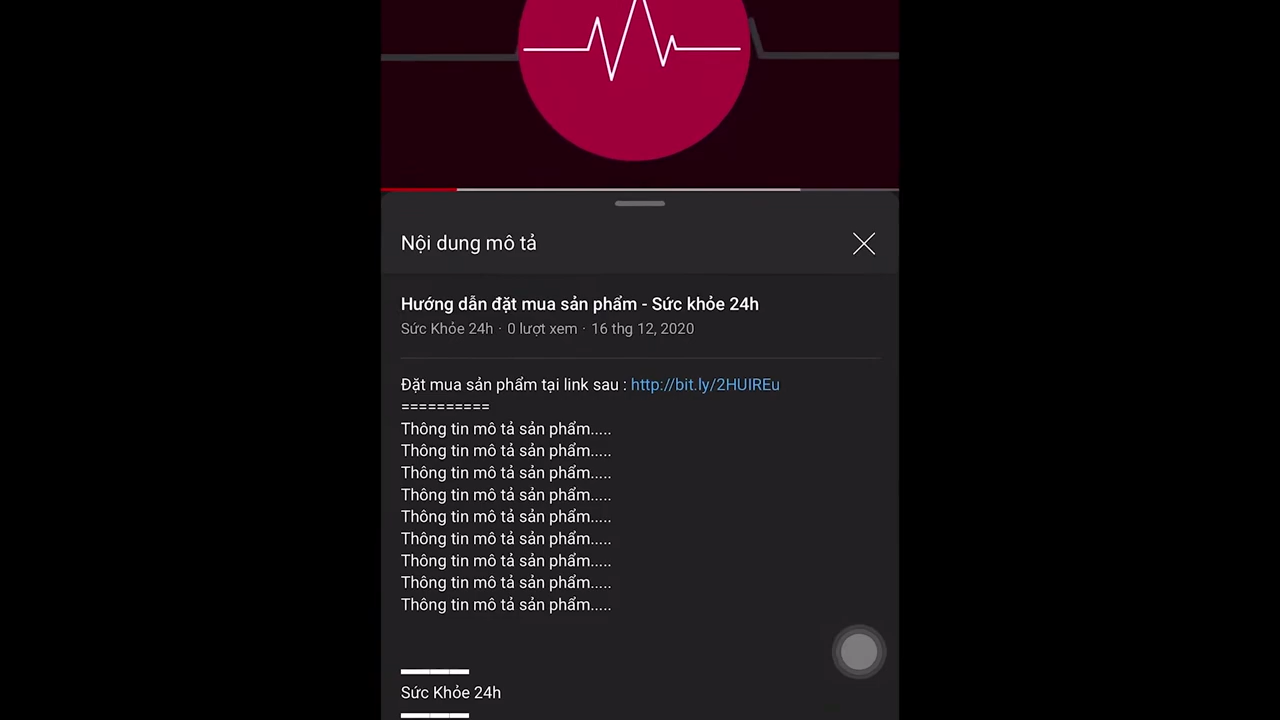 Nội dung mô tả
Hướng dẫn đặt mua sản phẩm - Sức khỏe 24h
Sức Khỏe 24h · 0 lượt xem · 16 thg 12, 2020
Đặt mua sản phẩm tại link sau : http://bit.ly/2HUIREu
==========
Thông tin mô tả sản phẩm.....
Thông tin mô tả sản phẩm.....
Thông tin mô tả sản phẩm.....
Thông tin mô tả sản phẩm.....
Thông tin mô tả sản phẩm.....
Thông tin mô tả sản phẩm.....
Thông tin mô tả sản phẩm.....
Thông tin mô tả sản phẩm.....
Thông tin mô tả sản phẩm.....
Sức Khỏe 24h